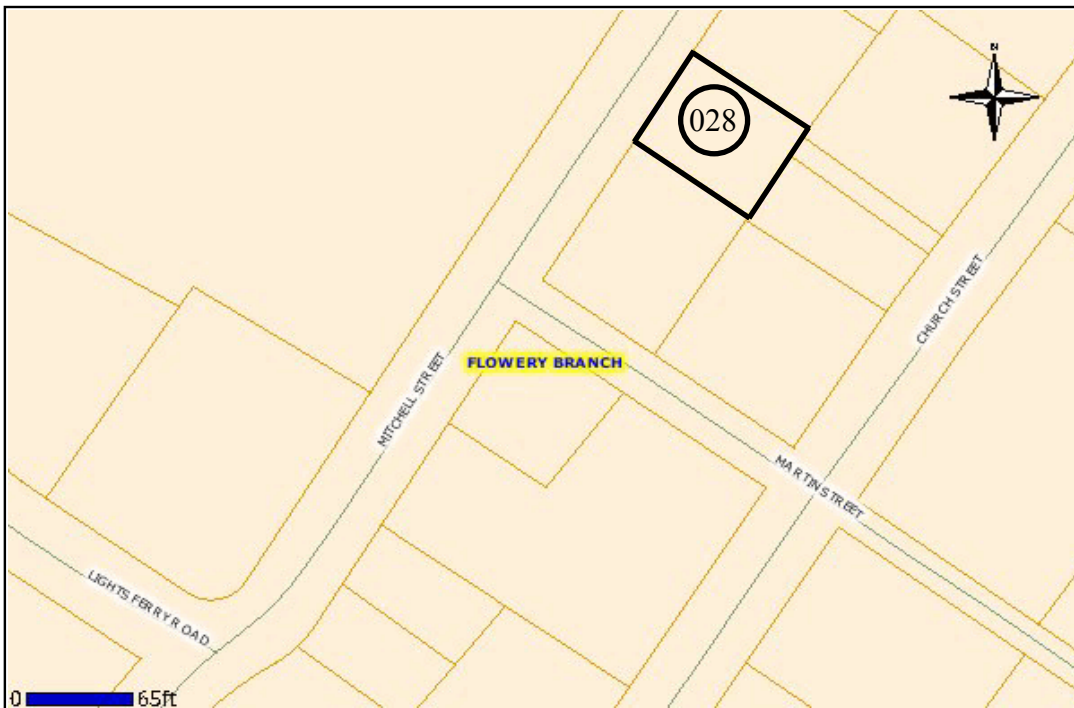 N
028
CHURCH STREET
FLOWERY BRANCH
MITCHELL STREET
MARTIN STREET
LIGHTS FERRY ROAD
0 65ft